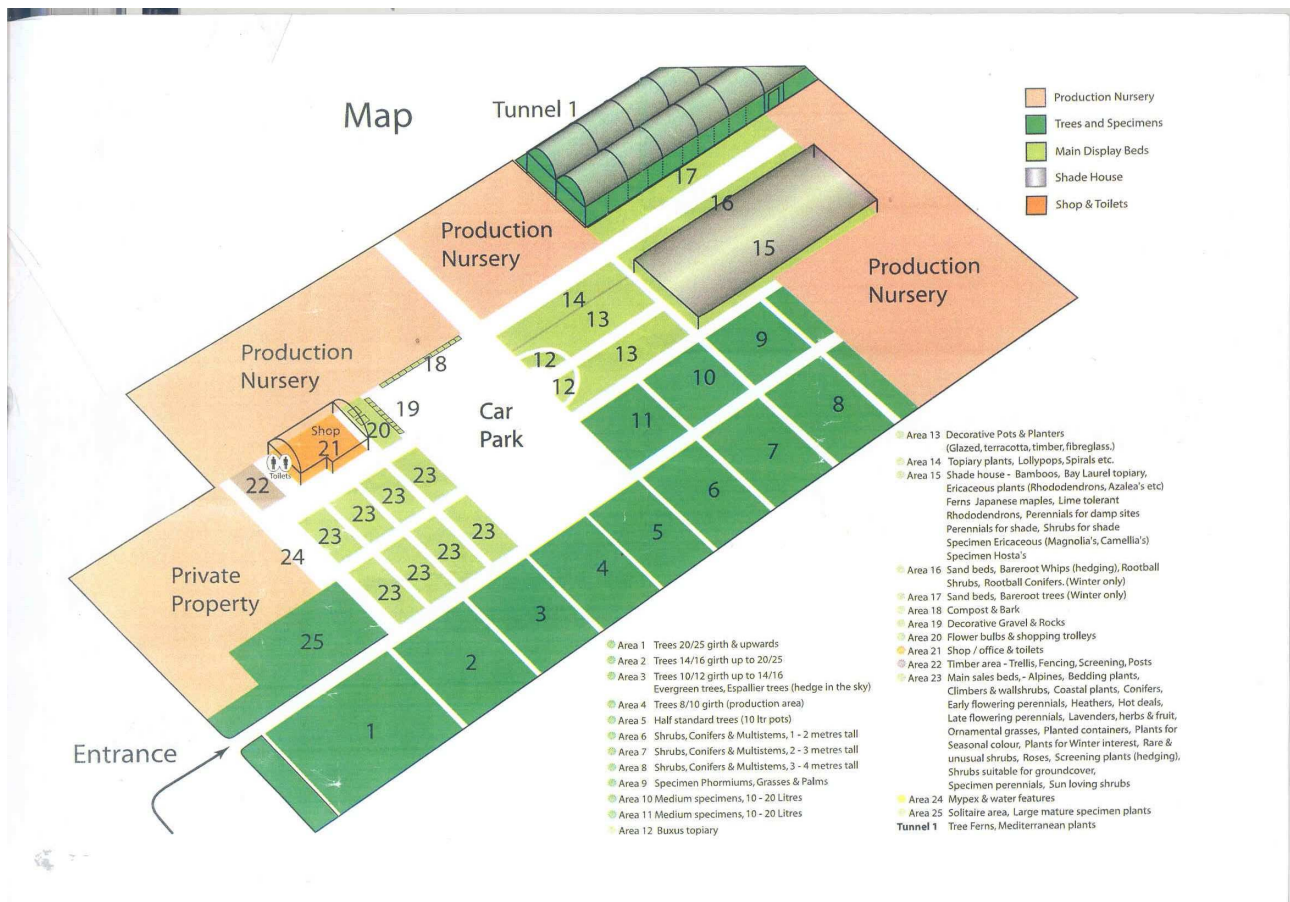 Map
Tunnel 1
Production Nursery
Trees and Specimens
Main Display Beds
Shade House
Shop & Toilets
17
16
15
Production
Nursery
Production
Nursery
14
13
13
12
12
Production
Nursery
18
19
20
Shop
21
Toilets
22
Car
Park
9
10
11
8
7
6
5
4
3
2
1
23
23
23
23
23
23
23
23
24
Private
Property
25
Entrance
Area 1 Trees 20/25 girth & upwards
Area 2 Trees 14/16 girth up to 20/25
Area 3 Trees 10/12 girth up to 14/16
Evergreen trees, Espallier trees (hedge in the sky)
Area 4 Trees 8/10 girth (production area)
Area 5 Half standard trees (10 ltr pots)
Area 6 Shrubs, Conifers & Multistems, 1 - 2 metres tall
Area 7 Shrubs, Conifers & Multistems, 2 - 3 metres tall
Area 8 Shrubs, Conifers & Multistems, 3 - 4 metres tall
Area 9 Specimen Phormiums, Grasses & Palms
Area 10 Medium specimens, 10 - 20 Litres
Area 11 Medium specimens, 10 - 20 Litres
Area 12 Buxus topiary
Area 13 Decorative Pots & Planters
(Glazed, terracotta, timber, fibreglass.)
Area 14 Topiary plants, Lollypops, Spirals etc.
Area 15 Shade house - Bamboos, Bay Laurel topiary,
Ericaceous plants (Rhododendrons, Azalea's etc)
Ferns Japanese maples, Lime tolerant
Rhododendrons, Perennials for damp sites
Perennials for shade, Shrubs for shade
Specimen Ericaceous (Magnolia's, Camellia's)
Specimen Hosta's
Area 16 Sand beds, Bareroot Whips (hedging), Rootball
Shrubs, Rootball Conifers. (Winter only)
Area 17 Sand beds, Bareroot trees (Winter only)
Area 18 Compost & Bark
Area 19 Decorative Gravel & Rocks
Area 20 Flower bulbs & shopping trolleys
Area 21 Shop / office & toilets
Area 22 Timber area - Trellis, Fencing, Screening, Posts
Area 23 Main sales beds,- Alpines, Bedding plants,
Climbers & wallshrubs, Coastal plants, Conifers,
Early flowering perennials, Heathers, Hot deals,
Late flowering perennials, Lavenders, herbs & fruit,
Ornamental grasses, Planted containers, Plants for
Seasonal colour, Plants for Winter interest, Rare &
unusual shrubs, Roses, Screening plants (hedging),
Shrubs suitable for groundcover,
Specimen perennials, Sun loving shrubs
Area 24 Mypex & water features
Area 25 Solitaire area, Large mature specimen plants
Tunnel 1 Tree Ferns, Mediterranean plants